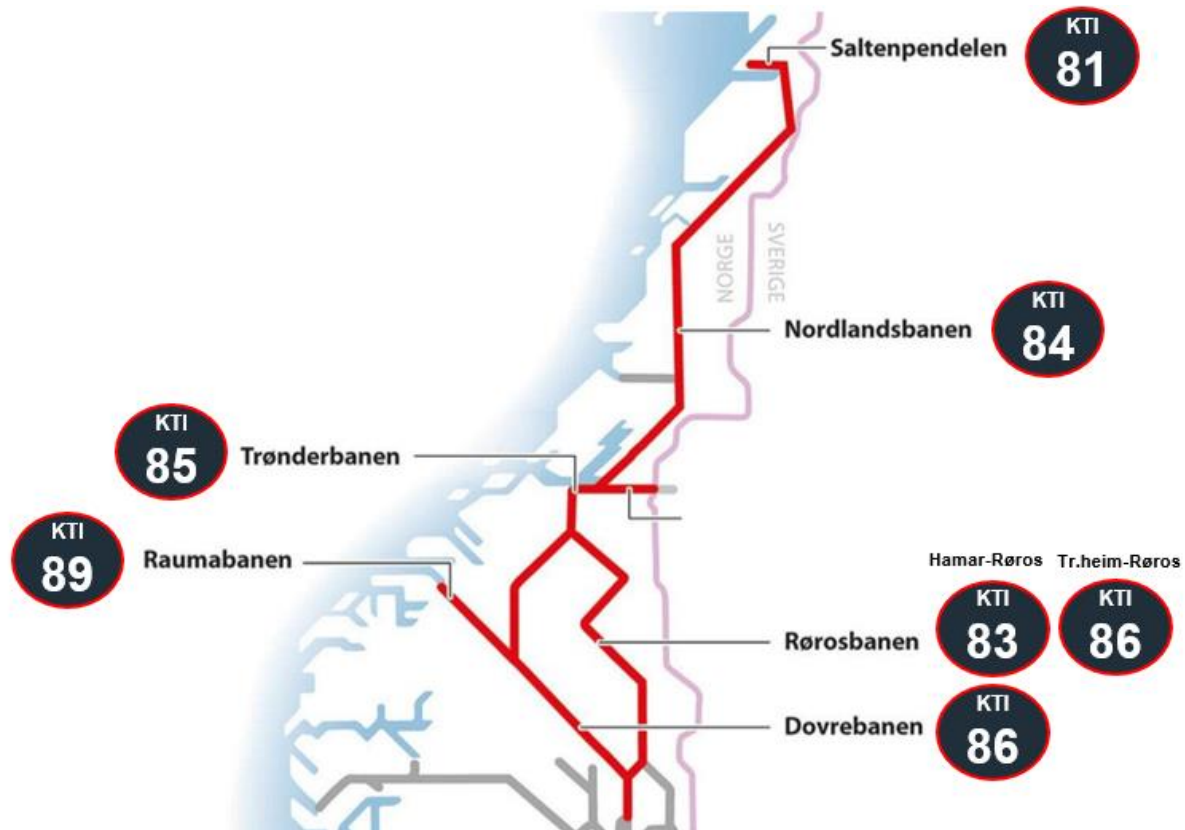 Saltenpendelen
KTI
81
NORGE
SVERIGE
Nordlandsbanen
KTI
84
KTI
85
Trønderbanen
KTI
89
Raumabanen
Hamar-Røros
Tr.heim-Røros
Rørosbanen
KTI
83
KTI
86
Dovrebanen
KTI
86